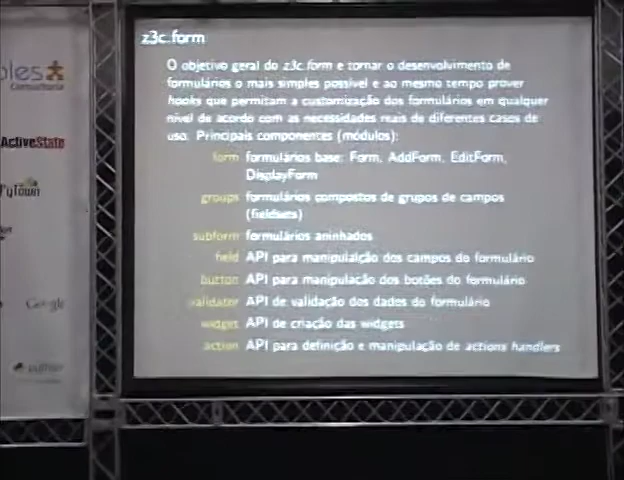 z3c.form
O objetivo geral do z3c.form e tornar o desenvolvimento de
formulários o mais simples possível e ao mesmo tempo prover
hooks que permitam a customização dos formulários em qualquer
nível de acordo com as necessidades reais de diferentes casos de
uso. Principais componentes (módulos):
form formulários base: Form, AddForm, EditForm,
DisplayForm
groups formulários compostos de grupos de campos
(fieldsets)
subform formulários aninhados
field API para manipulalção dos campos do formulário
button API para manipulação dos botões do formulário
validator API de validação dos dados do formulário
widget API de criação das widgets
action API para definição e manipulação de actions handlers
ples
Consultoria
ActiveState
PyTown
Google